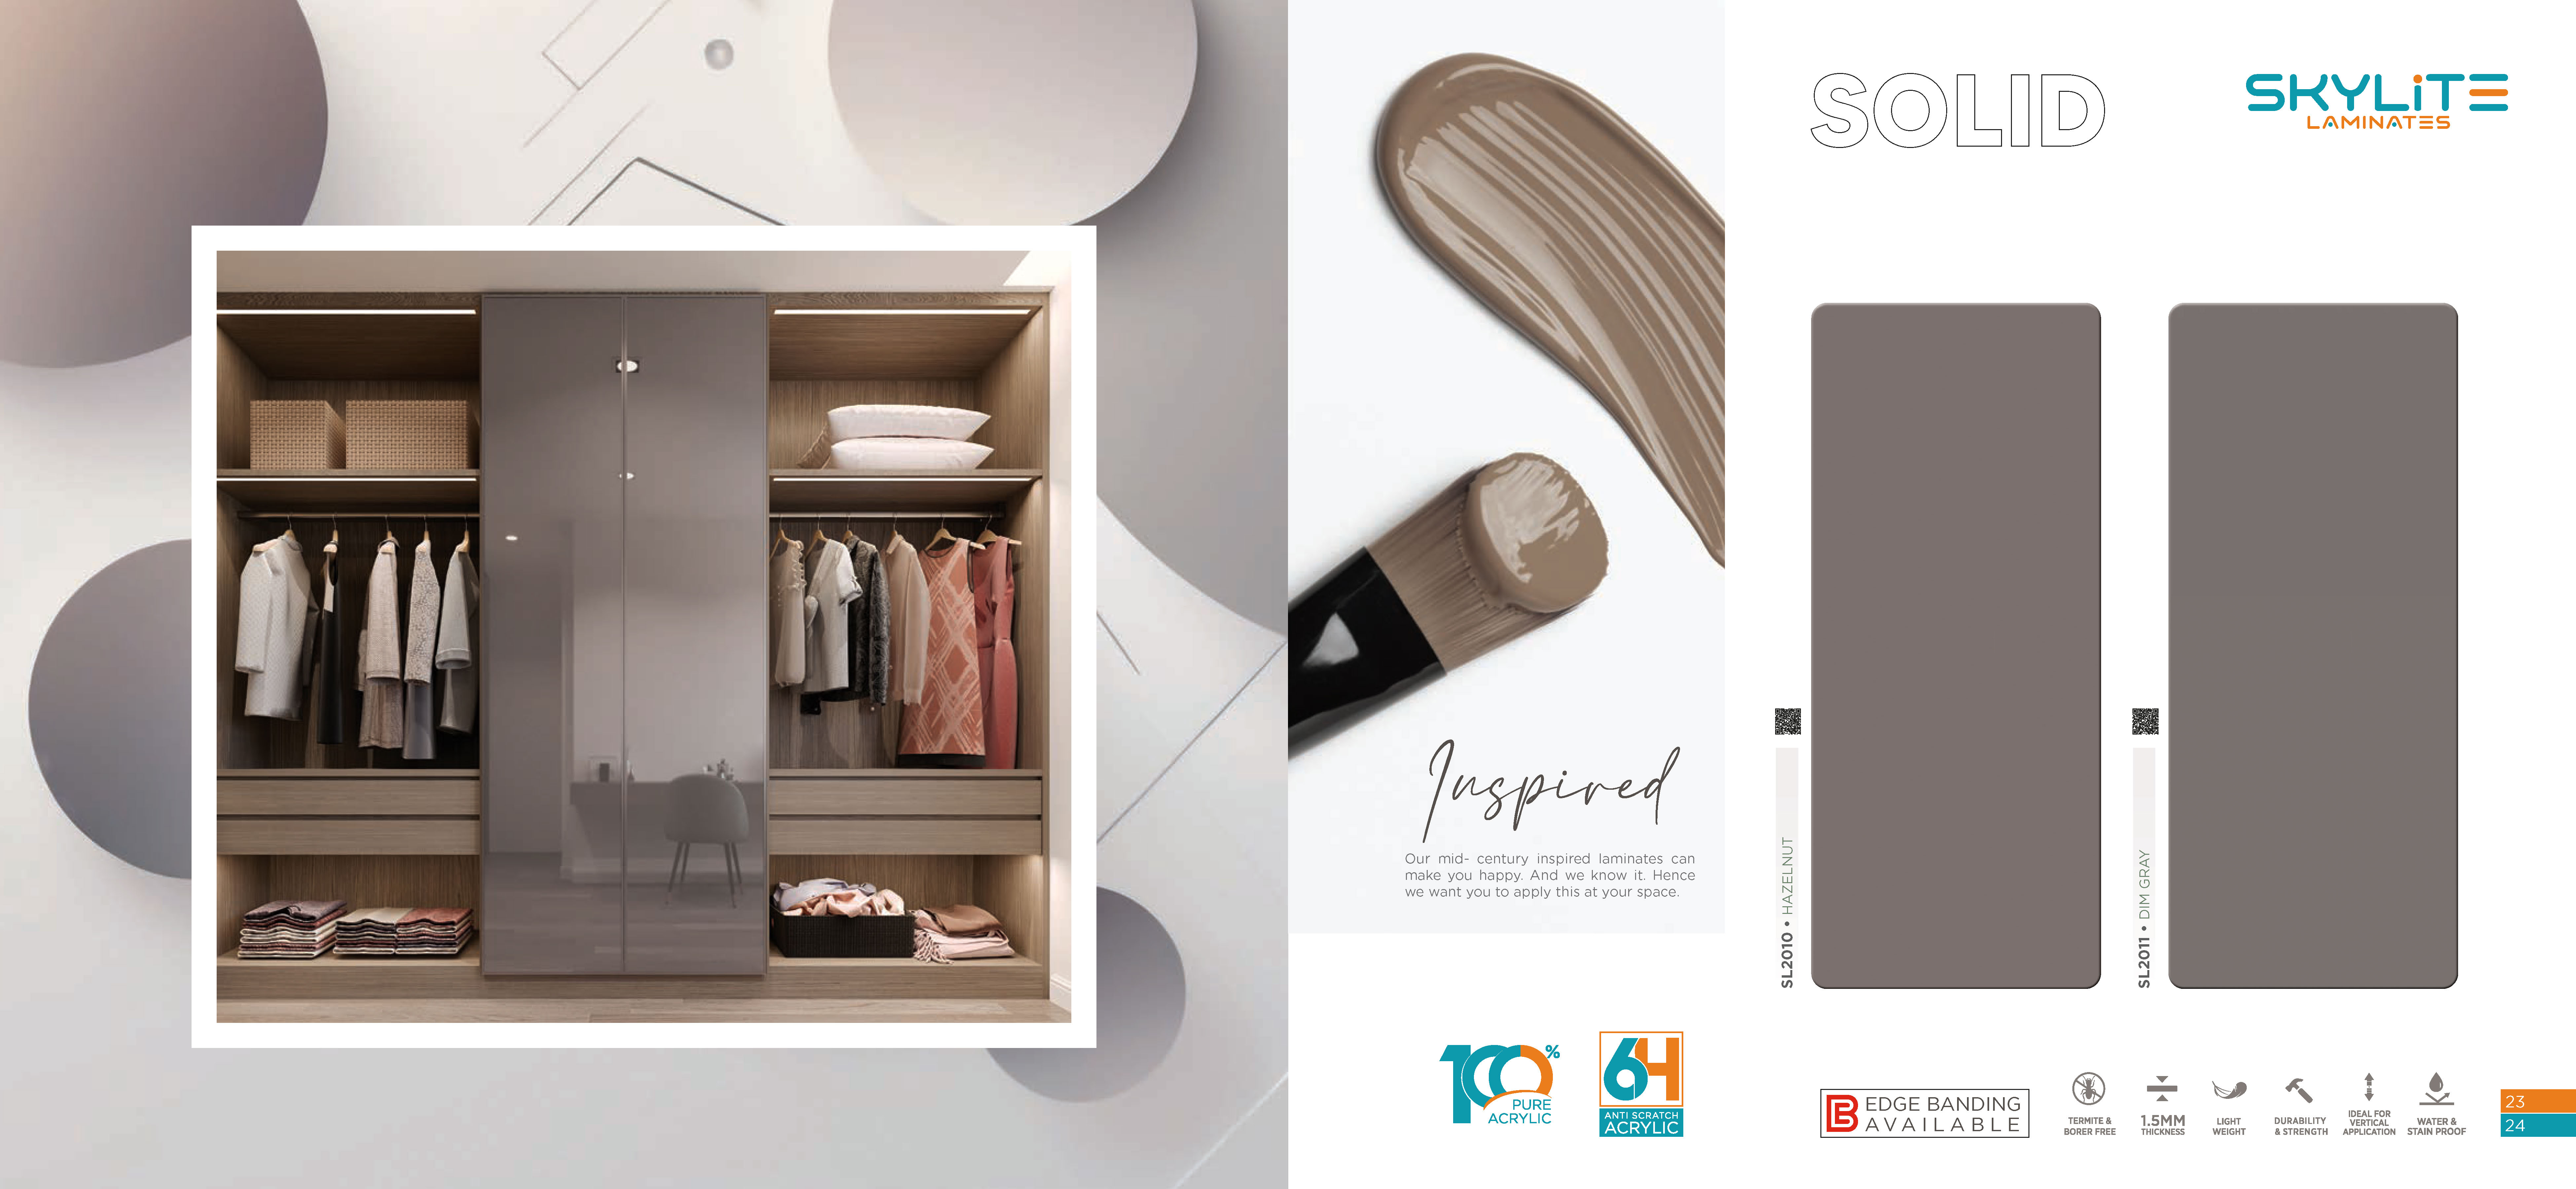 SOLID
SKYLiTE
LAMINATES
Inspired
Our mid- century inspired laminates can
make you happy. And we know it. Hence
we want you to apply this at your space.
SL2010 • HAZELNUT
SL2011 • DIM GRAY
100%
PURE
ACRYLIC
6H
ANTI SCRATCH
ACRYLIC
B EDGE BANDING
AVAILABLE
TERMITE &
BORER FREE
1.5MM
THICKNESS
LIGHT
WEIGHT
DURABILITY
& STRENGTH
IDEAL FOR
VERTICAL
APPLICATION
WATER &
STAIN PROOF
23
24